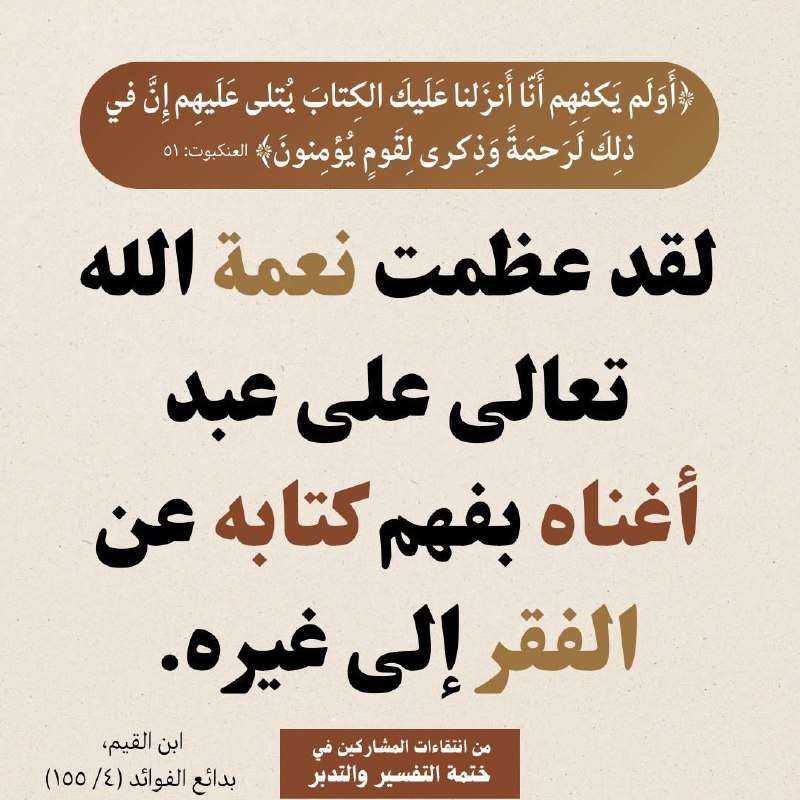 ﴿أَوَلَم يَكفِهِم أَنّا أَنزَلنا عَلَيكَ الكِتابَ يُتلى عَلَيهِم إِنَّ في
ذلِكَ لَرَحمَةً وَذِكرى لِقَومٍ يُؤمِنونَ﴾ العنكبوت: ٥١
لقد عظمت نعمة الله
تعالى على عبد
أغناه بفهم كتابه عن
الفقر إلى غيره.
من انتقاءات المشاركين في
ختمة التفسير والتدبر
ابن القيم،
بدائع الفوائد (٤/ ١٥٥)